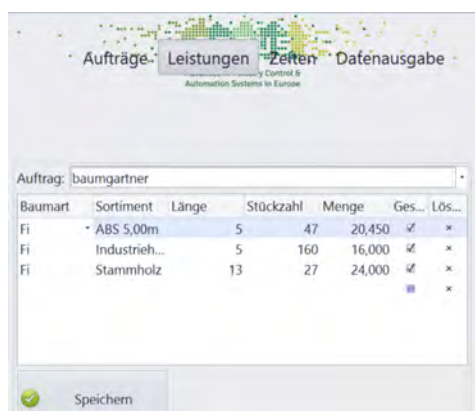 Aufträge Leistungen Zeiten Datenausgabe
Automation Systems in Europe
Auftrag: baumgartner
Baumart Sortiment Länge Stückzahl Menge Ges... Lös...
Fi ABS 5,00m 5 47 20,450
Fi Industrieh... 5 160 16,000
Fi Stammholz 13 27 24,000
Speichern